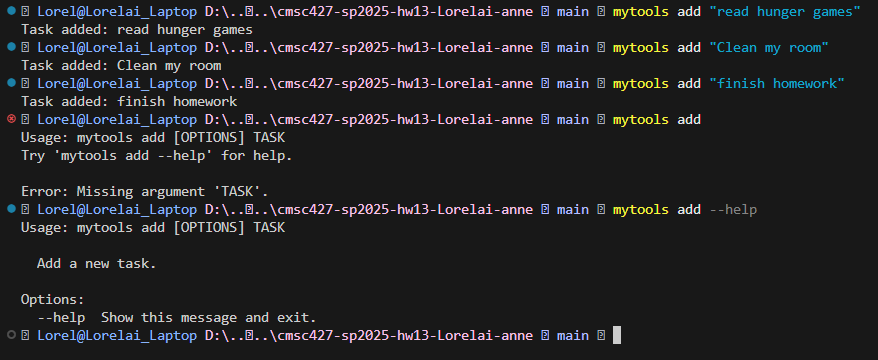 Lorel@Lorelai_Laptop D:\..\..\cmsc427-sp2025-hw13-Lorelai-anne main mytools add "read hunger games"
Task added: read hunger games
Lorel@Lorelai_Laptop D:\..\..\cmsc427-sp2025-hw13-Lorelai-anne main mytools add "Clean my room"
Task added: Clean my room
Lorel@Lorelai_Laptop D:\..\..\cmsc427-sp2025-hw13-Lorelai-anne main mytools add "finish homework"
Task added: finish homework
Lorel@Lorelai_Laptop D:\..\..\cmsc427-sp2025-hw13-Lorelai-anne main mytools add
Usage: mytools add [OPTIONS] TASK
Try 'mytools add --help' for help.
Error: Missing argument 'TASK'.
Lorel@Lorelai_Laptop D:\..\..\cmsc427-sp2025-hw13-Lorelai-anne main mytools add --help
Usage: mytools add [OPTIONS] TASK
Add a new task.
Options:
--help  Show this message and exit.
Lorel@Lorelai_Laptop D:\..\..\cmsc427-sp2025-hw13-Lorelai-anne main